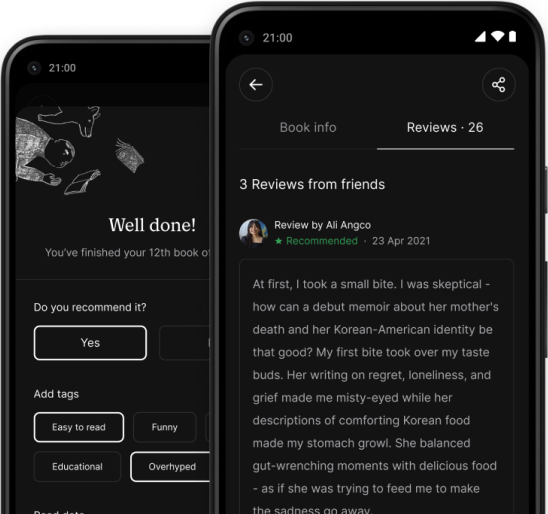 21:00
Well done!
You've finished your 12th book of
Do you recommend it?
Yes
Add tags
Easy to read
Funny
Educational
Overhyped
Read date
21:00
Book info
Reviews · 26
3 Reviews from friends
Review by Ali Angco
★ Recommended · 23 Apr 2021
At first, I took a small bite. I was skeptical -
how can a debut memoir about her mother's
death and her Korean-American identity be
that good? My first bite took over my taste
buds. Her writing on regret, loneliness, and
grief made me misty-eyed while her
descriptions of comforting Korean food
made my stomach growl. She balanced
gut-wrenching moments with delicious food
- as if she was trying to feed me to make
the sadness go away.